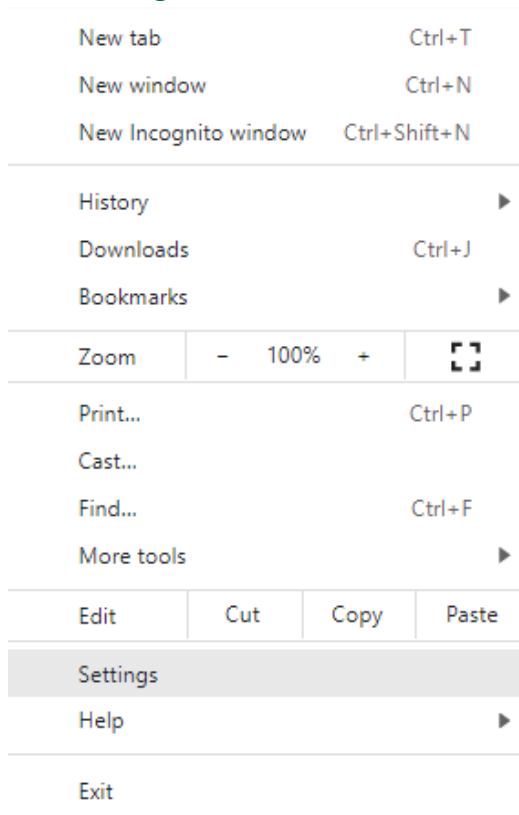 New tab Ctrl+T
New window Ctrl+N
New Incognito window Ctrl+Shift+N
History
Downloads Ctrl+J
Bookmarks
Zoom - 100% +
Print... Ctrl+P
Cast...
Find... Ctrl+F
More tools
Edit Cut Copy Paste
Settings
Help
Exit